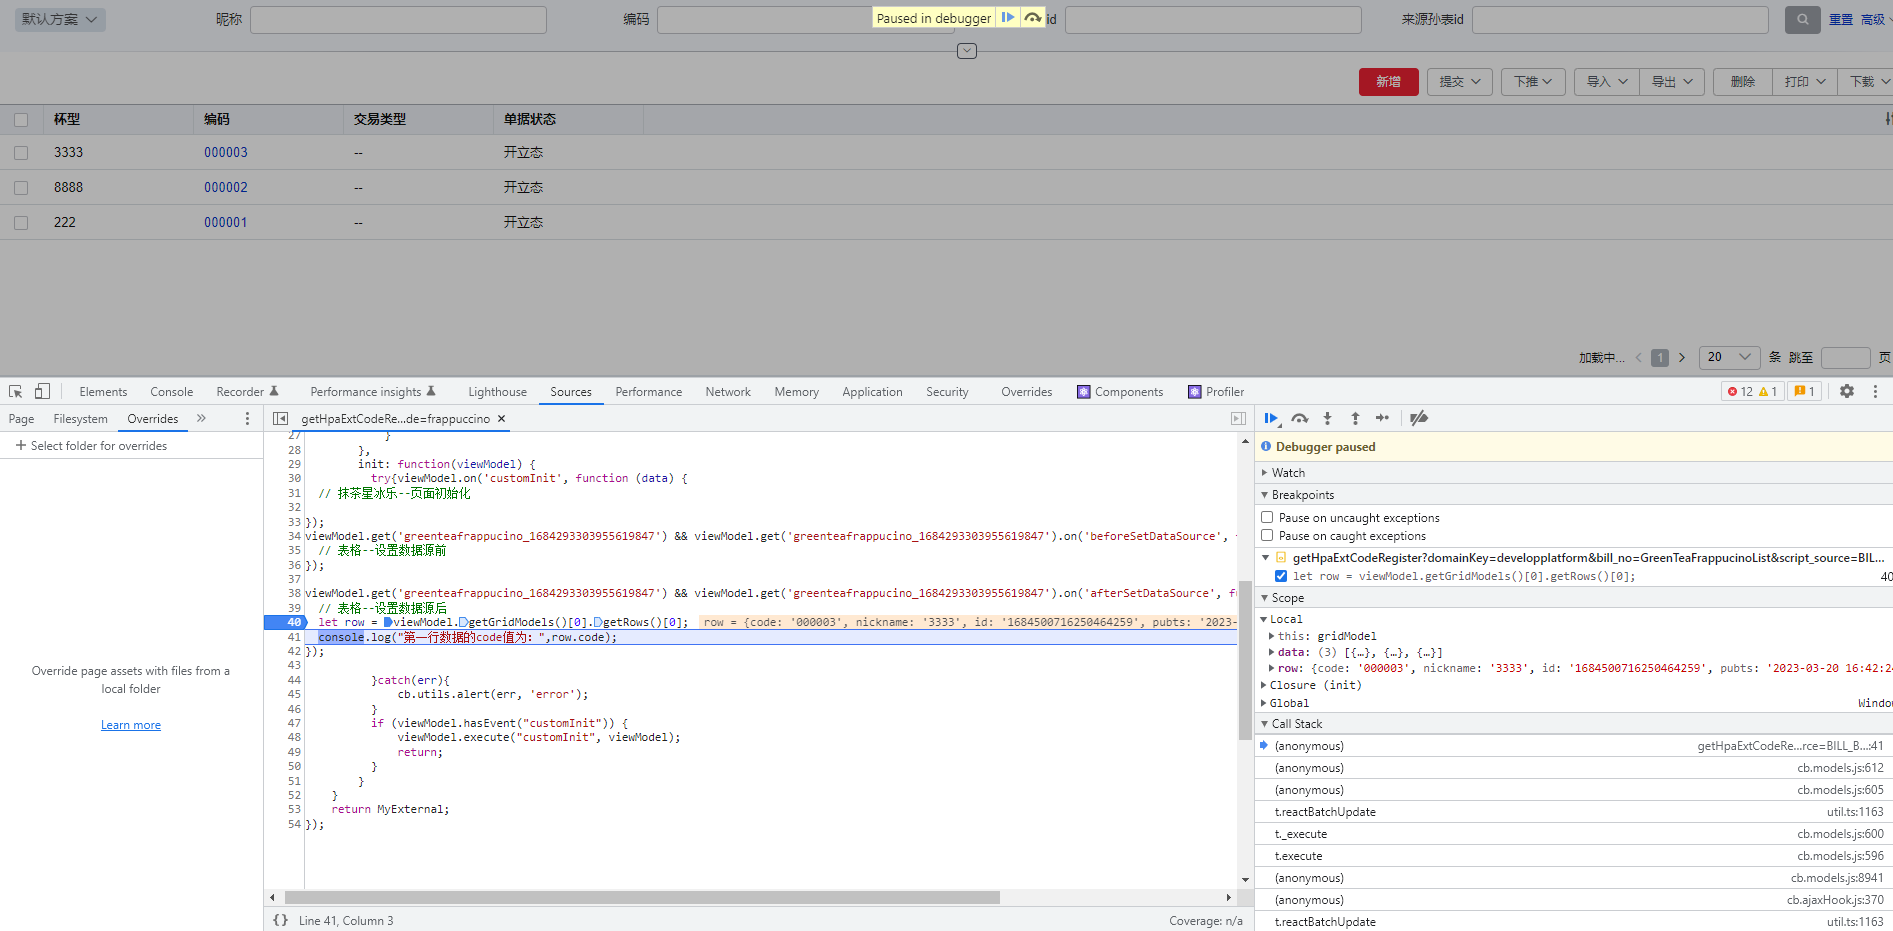 默认方案
昵称
编码
Paused in debugger
id
来源孙表id
重置 高级
新增 提交 下推 导入 导出 删除 打印 下载
杯型 编码 交易类型 单据状态
3333 000003 -- 开立态
8888 000002 -- 开立态
222 000001 -- 开立态
加载中... 1 20 条 跳至 页
Elements Console Recorder Performance insights Lighthouse Sources Performance Network Memory Application Security Overrides Components Profiler 12 1 1
Page Filesystem Overrides
Select folder for overrides
Override page assets with files from a
local folder
Learn more
getHpaExtCodeRe...de=frappuccino
27 }
28 },
29 init: function(viewModel) {
30 try{viewModel.on('customInit', function (data) {
31 // 抹茶星冰乐--页面初始化
32
33 });
34 viewModel.get('greenteafrappucino_1684293303955619847') && viewModel.get('greenteafrappucino_1684293303955619847').on('beforeSetDataSource',
35 // 表格--设置数据源前
36 });
37
38 viewModel.get('greenteafrappucino_1684293303955619847') && viewModel.get('greenteafrappucino_1684293303955619847').on('afterSetDataSource', fu
39 // 表格--设置数据源后
40 let row = viewModel.getGridModels()[0].getRows()[0]; row = {code: '000003', nickname: '3333', id: '1684500716250464259', pubts: '2023-
41 console.log("第一行数据的code值为: ",row.code);
42 });
43
44 }catch(err){
45 cb.utils.alert(err, 'error');
46 }
47 if (viewModel.hasEvent("customInit")) {
48 viewModel.execute("customInit", viewModel);
49 return;
50 }
51 }
52 }
53 return MyExternal;
54 });
{} Line 41, Column 3
Coverage: n/a
Debugger paused
Watch
Breakpoints
Pause on uncaught exceptions
Pause on caught exceptions
getHpaExtCodeRegister?domainKey=developplatform&bill_no=GreenTeaFrappucinoList&script_source=BIL...
let row = viewModel.getGridModels()[0].getRows()[0]; 40
Scope
Local
this: gridModel
data: (3) [{…}, {…}, {…}]
row: {code: '000003', nickname: '3333', id: '1684500716250464259', pubts: '2023-03-20 16:42:24
Closure (init)
Global Window
Call Stack
(anonymous) getHpaExtCodeRe...rce=BILL_B...:41
(anonymous) cb.models.js:612
(anonymous) cb.models.js:605
t.reactBatchUpdate util.ts:1163
t._execute cb.models.js:600
t.execute cb.models.js:596
(anonymous) cb.models.js:8941
(anonymous) cb.ajaxHook.js:370
t.reactBatchUpdate util.ts:1163